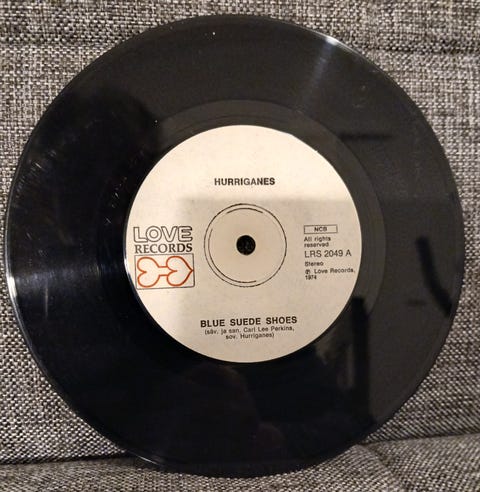 HURRIGANES
LOVE
RECORDS
NCB
All rights
reserved
LRS 2049 A
Stereo
℗ Love Records,
1974
BLUE SUEDE SHOES
(säv. ja san. Carl Lee Perkins,
sov. Hurriganes)